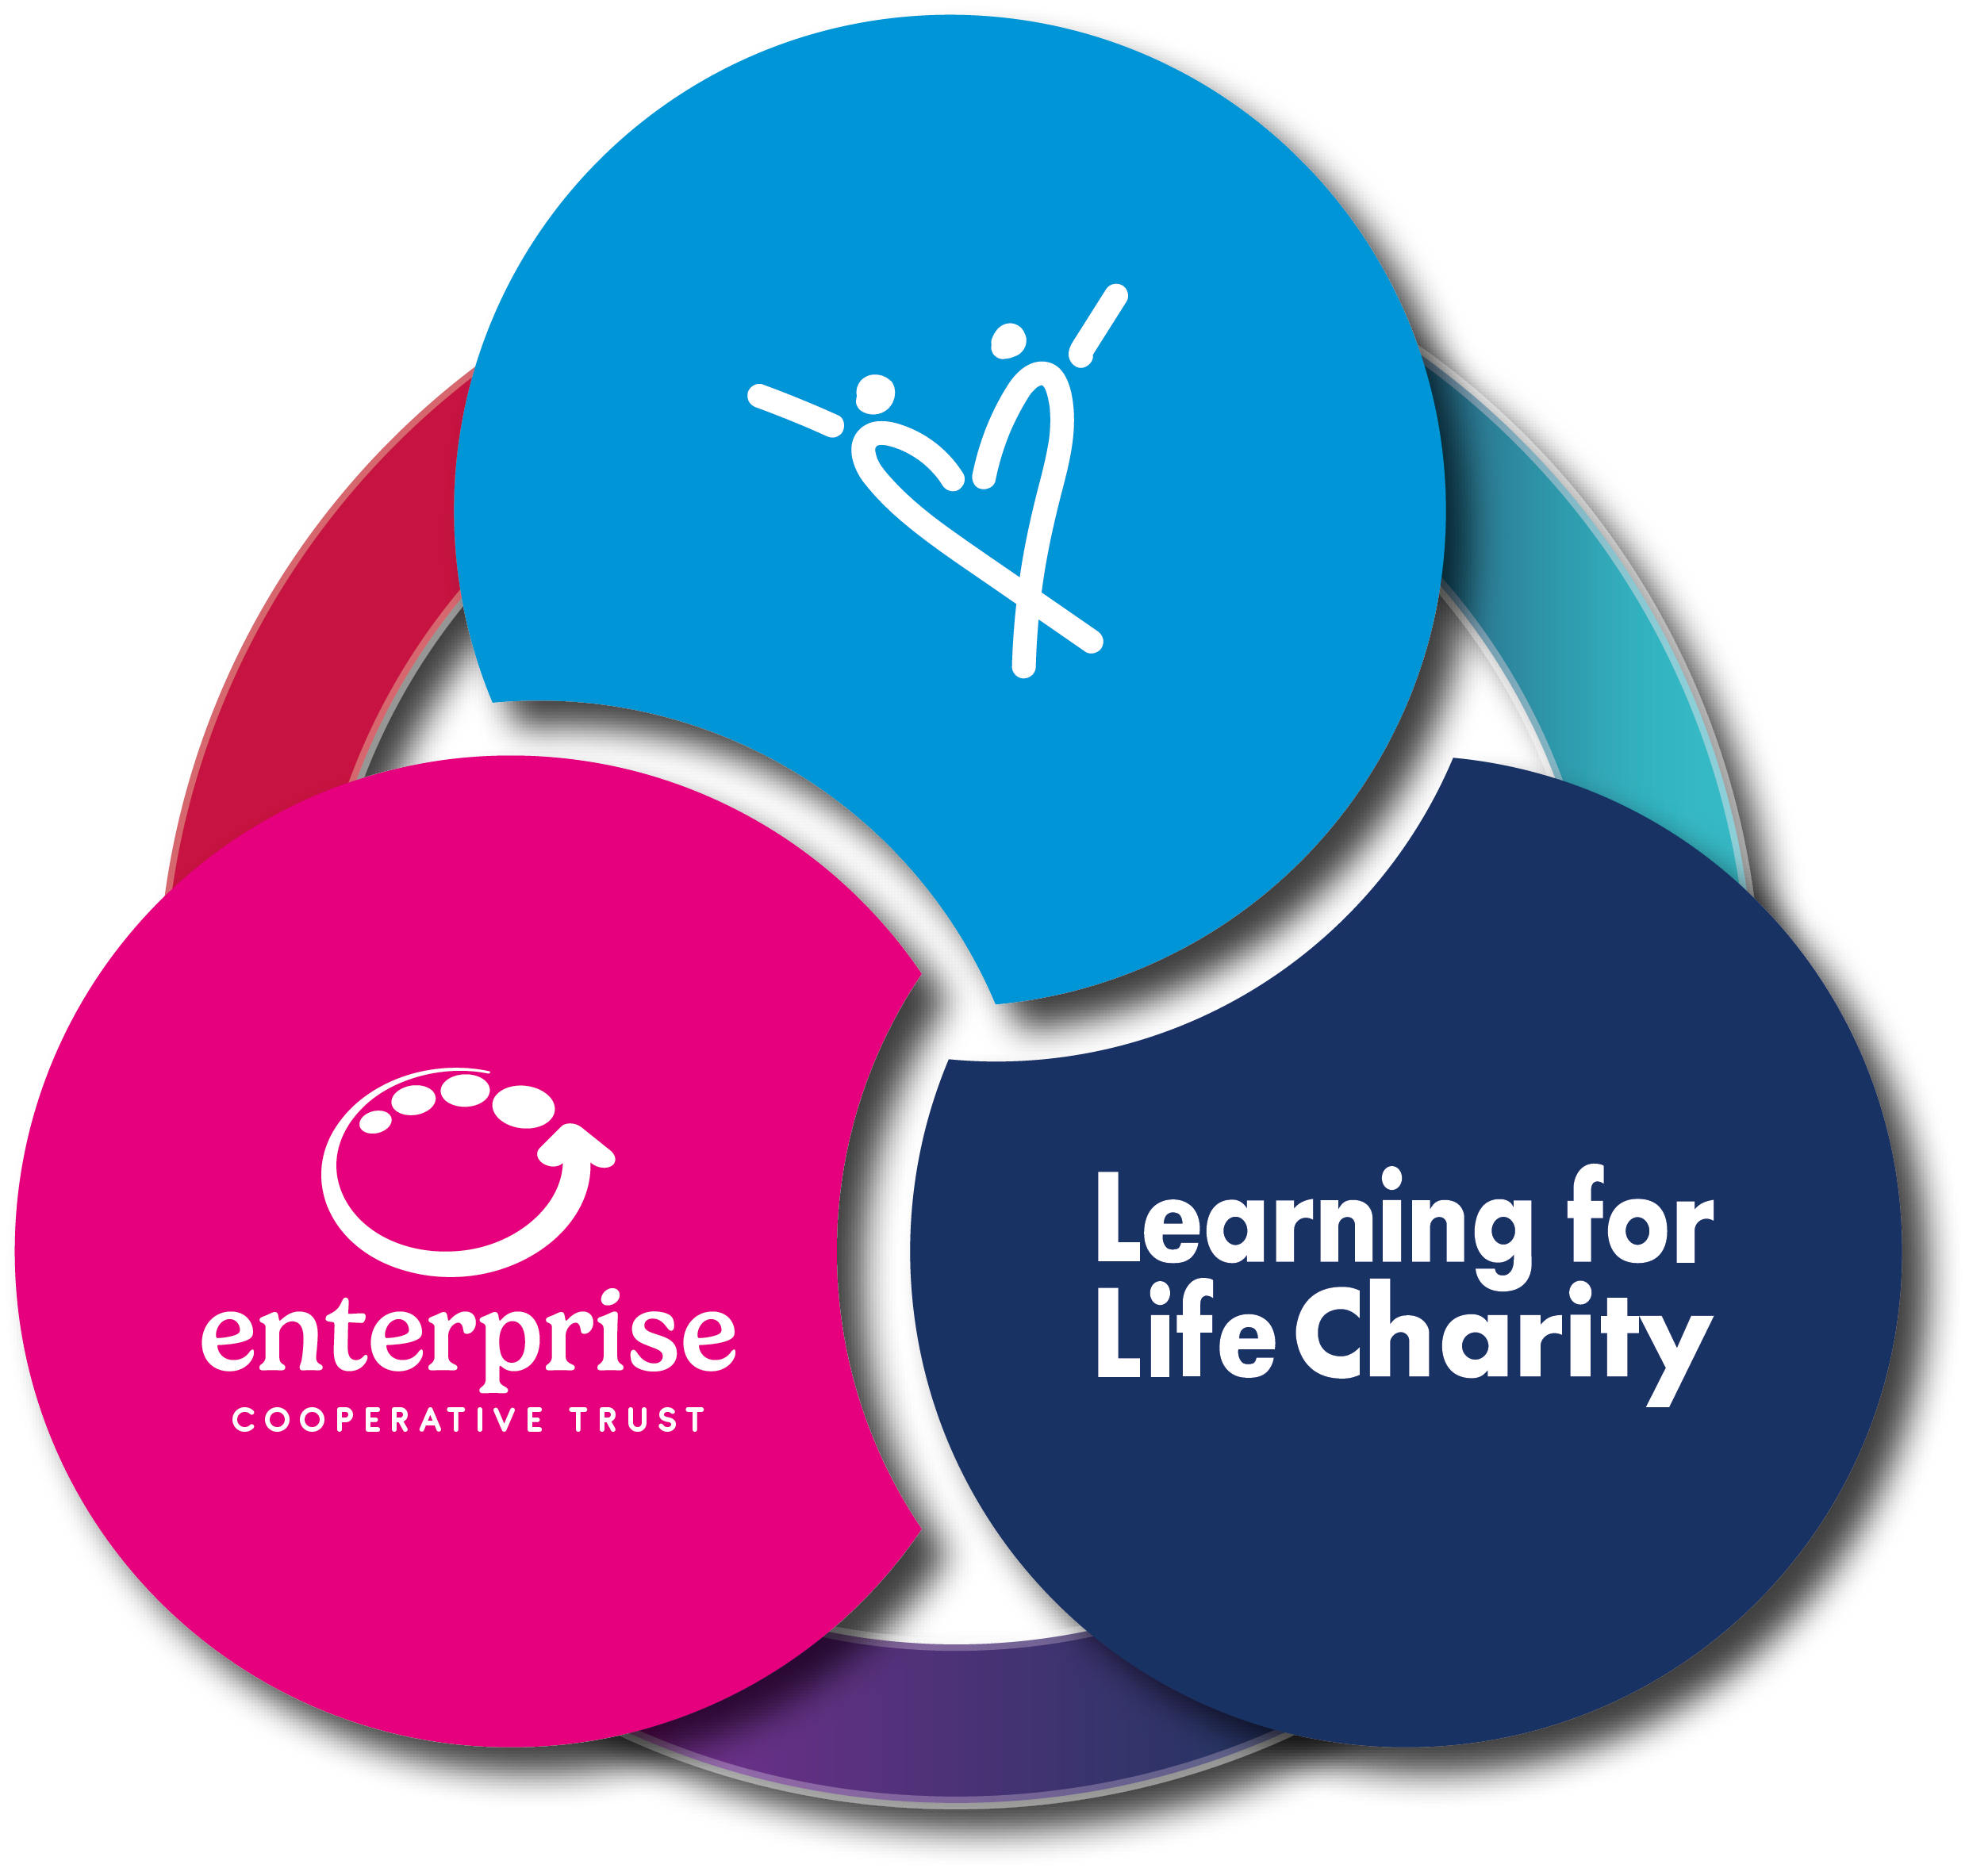 enterprise
COOPERATIVE TRUST
Learning for
Life Charity